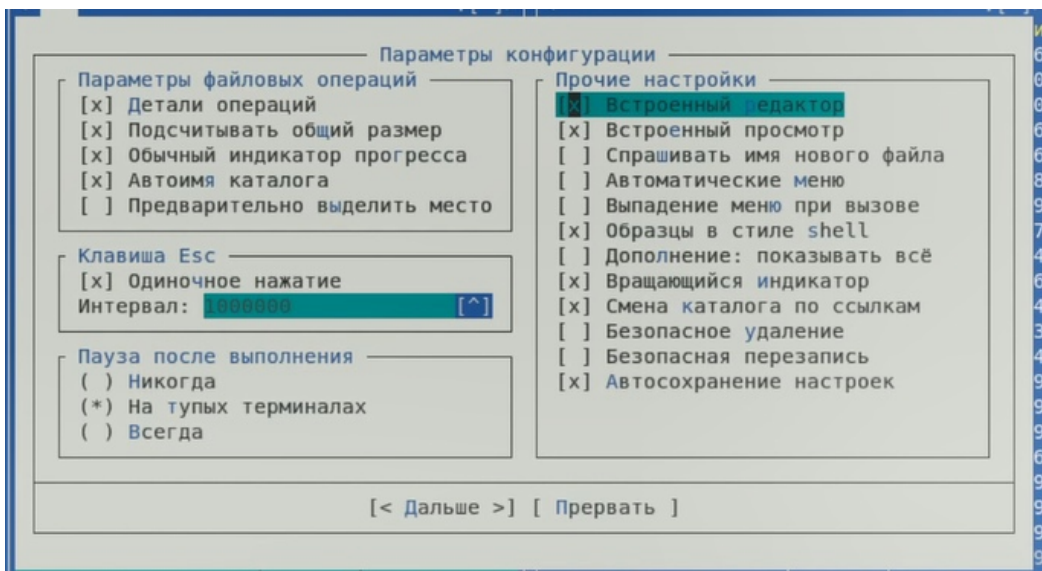 Параметры конфигурации
Параметры файловых операций
[x] Детали операций
[x] Подсчитывать общий размер
[x] Обычный индикатор прогресса
[x] Автоимя каталога
[ ] Предварительно выделить место
Клавиша Esc
[x] Одиночное нажатие
Интервал: 1000000 [^]
Пауза после выполнения
( ) Никогда
(*) На тупых терминалах
( ) Всегда
Прочие настройки
[x] Встроенный редактор
[x] Встроенный просмотр
[ ] Спрашивать имя нового файла
[ ] Автоматические меню
[ ] Выпадение меню при вызове
[x] Образцы в стиле shell
[ ] Дополнение: показывать всё
[x] Вращающийся индикатор
[x] Смена каталога по ссылкам
[ ] Безопасное удаление
[ ] Безопасная перезапись
[x] Автосохранение настроек
[< Дальше >] [ Прервать ]